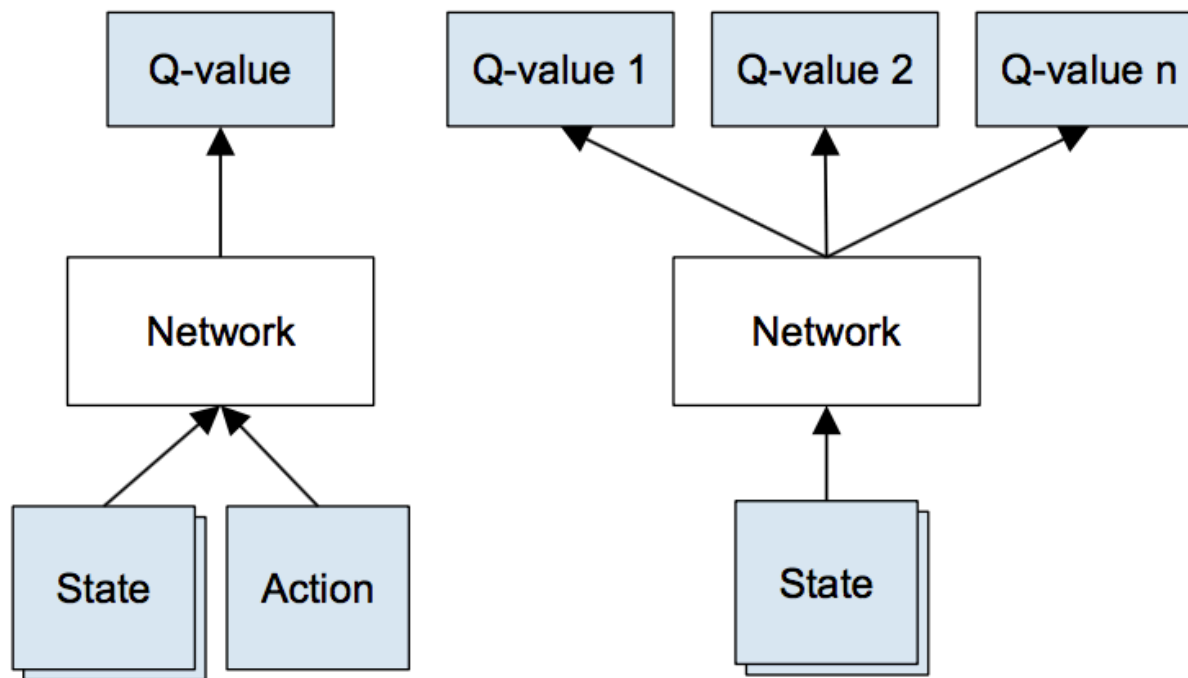 Q-value
Network
State
Action
Q-value 1
Q-value 2
Q-value n
Network
State